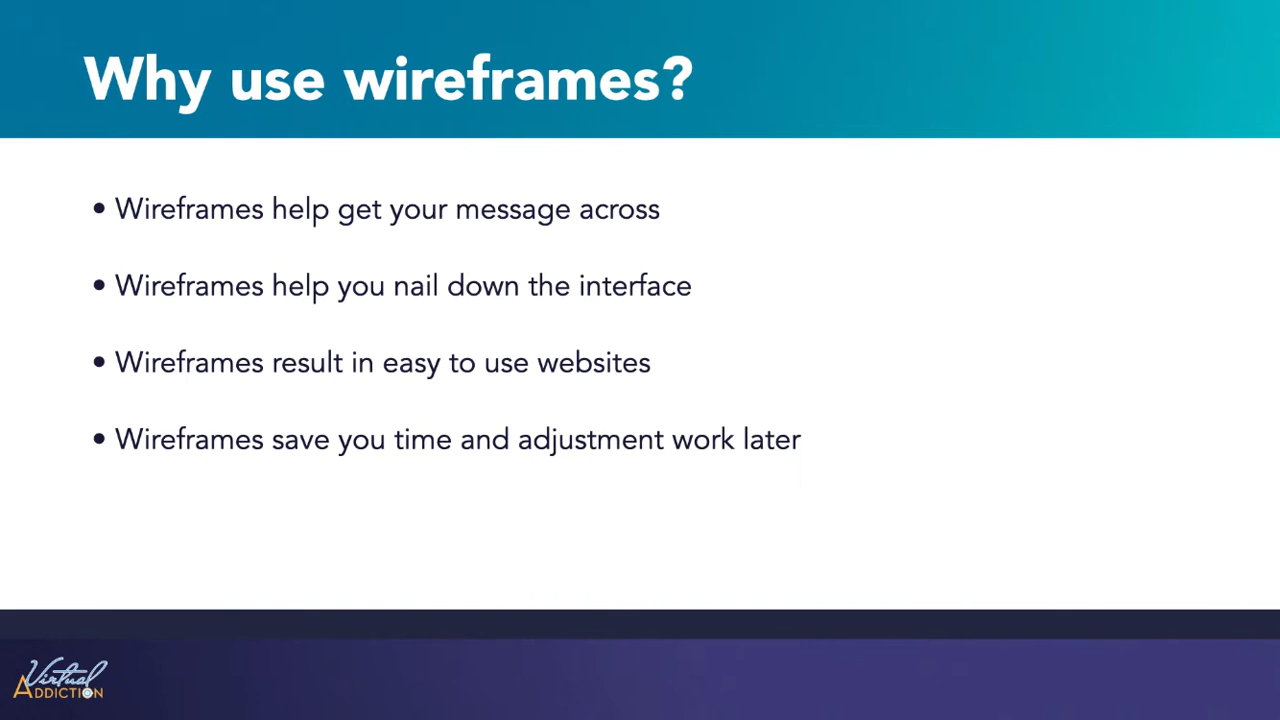 Why use wireframes?
• Wireframes help get your message across
• Wireframes help you nail down the interface
• Wireframes result in easy to use websites
• Wireframes save you time and adjustment work later
Virtual
ADDICTION